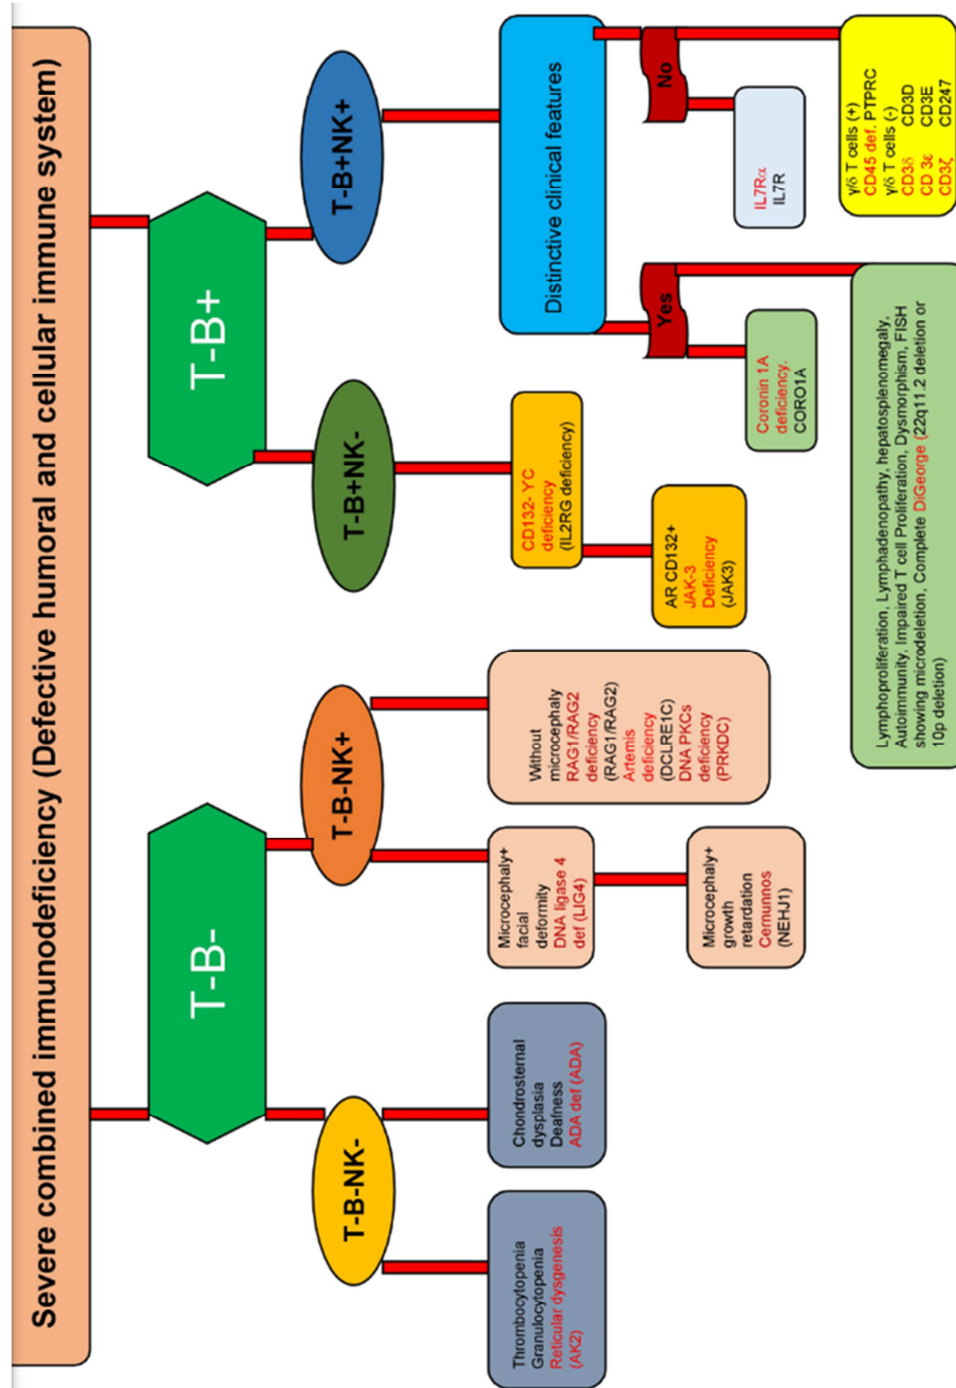 Severe combined immunodeficiency (Defective humoral and cellular immune system)
T-B-
T-B+
T-B-NK-
T-B-NK+
T-B+NK-
T-B+NK+
Thrombocytopenia
Granulocytopenia
Reticular dysgenesis
(AK2)
Chondrosternal
dysplasia
Deafness
ADA def (ADA)
Microcephaly+
facial
deformity
DNA ligase 4
def (LIG4)
Microcephaly+
growth
retardation
Cernunnos
(NEHJ1)
Without
microcephaly
RAG1/RAG2
deficiency
(RAG1/RAG2)
Artemis
deficiency
(DCLRE1C)
DNA PKCs
deficiency
(PRKDC)
CD132- YC
deficiency
(IL2RG deficiency)
AR CD132+
JAK-3
Deficiency
(JAK3)
Distinctive clinical features
Yes
No
Coronin 1A
deficiency.
CORO1A
IL7Rα
IL7R
Lymphoproliferation, Lymphadenopathy, hepatosplenomegaly,
Autoimmunity, Impaired T cell Proliferation, Dysmorphism, FISH
showing microdeletion, Complete DiGeorge (22q11.2 deletion or
10p deletion)
γ/δ T cells (+)
CD45 def. PTPRC
γ/δ T cells (-)
CD3δ CD3D
CD 3ε CD3E
CD3ζ CD247